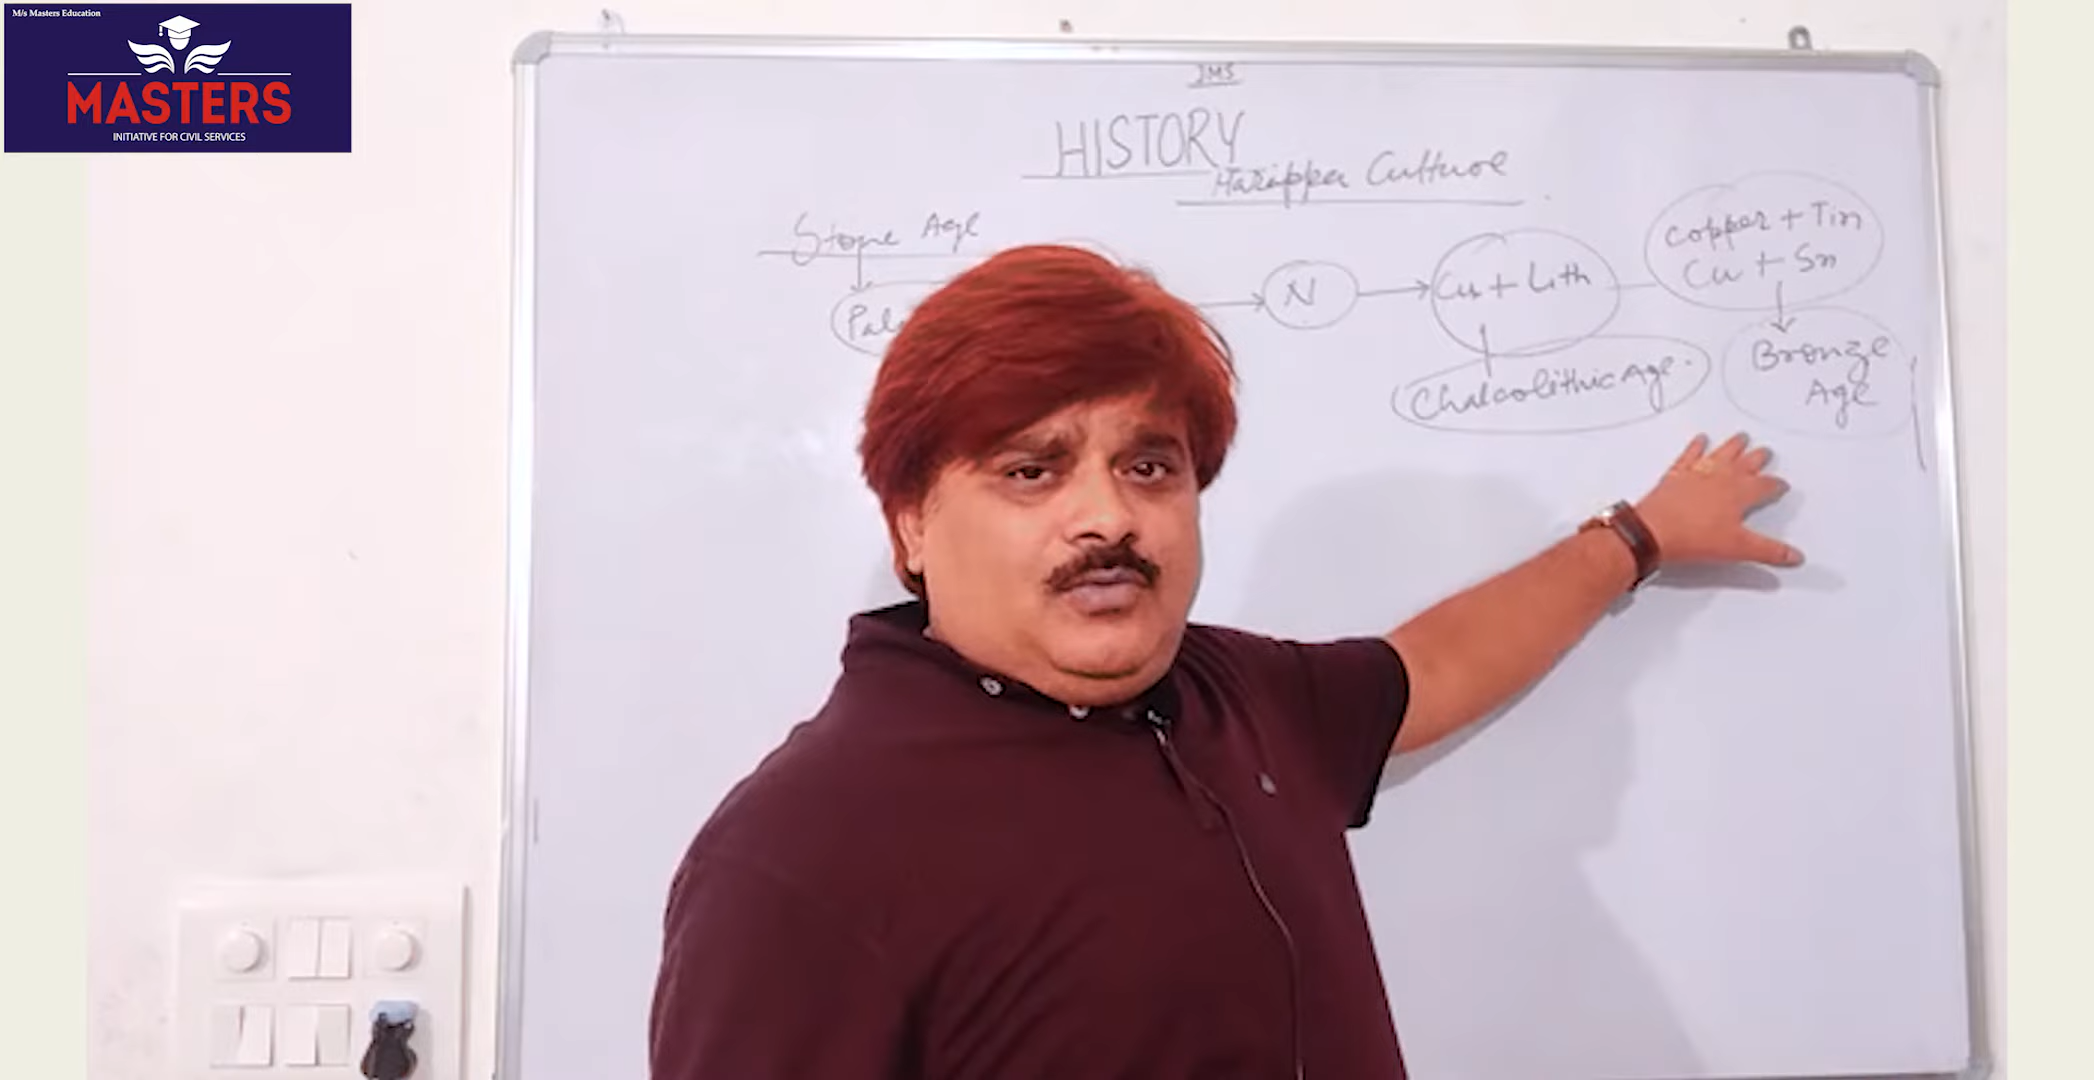 M/s Masters Education
MASTERS
INITIATIVE FOR CIVIL SERVICES
JMS
HISTORY
Harappa Culture
Stone Age
Pal
N
Cu + Lith
Chalcolithic Age.
Copper + Tin
Cu + Sn
Bronze
Age